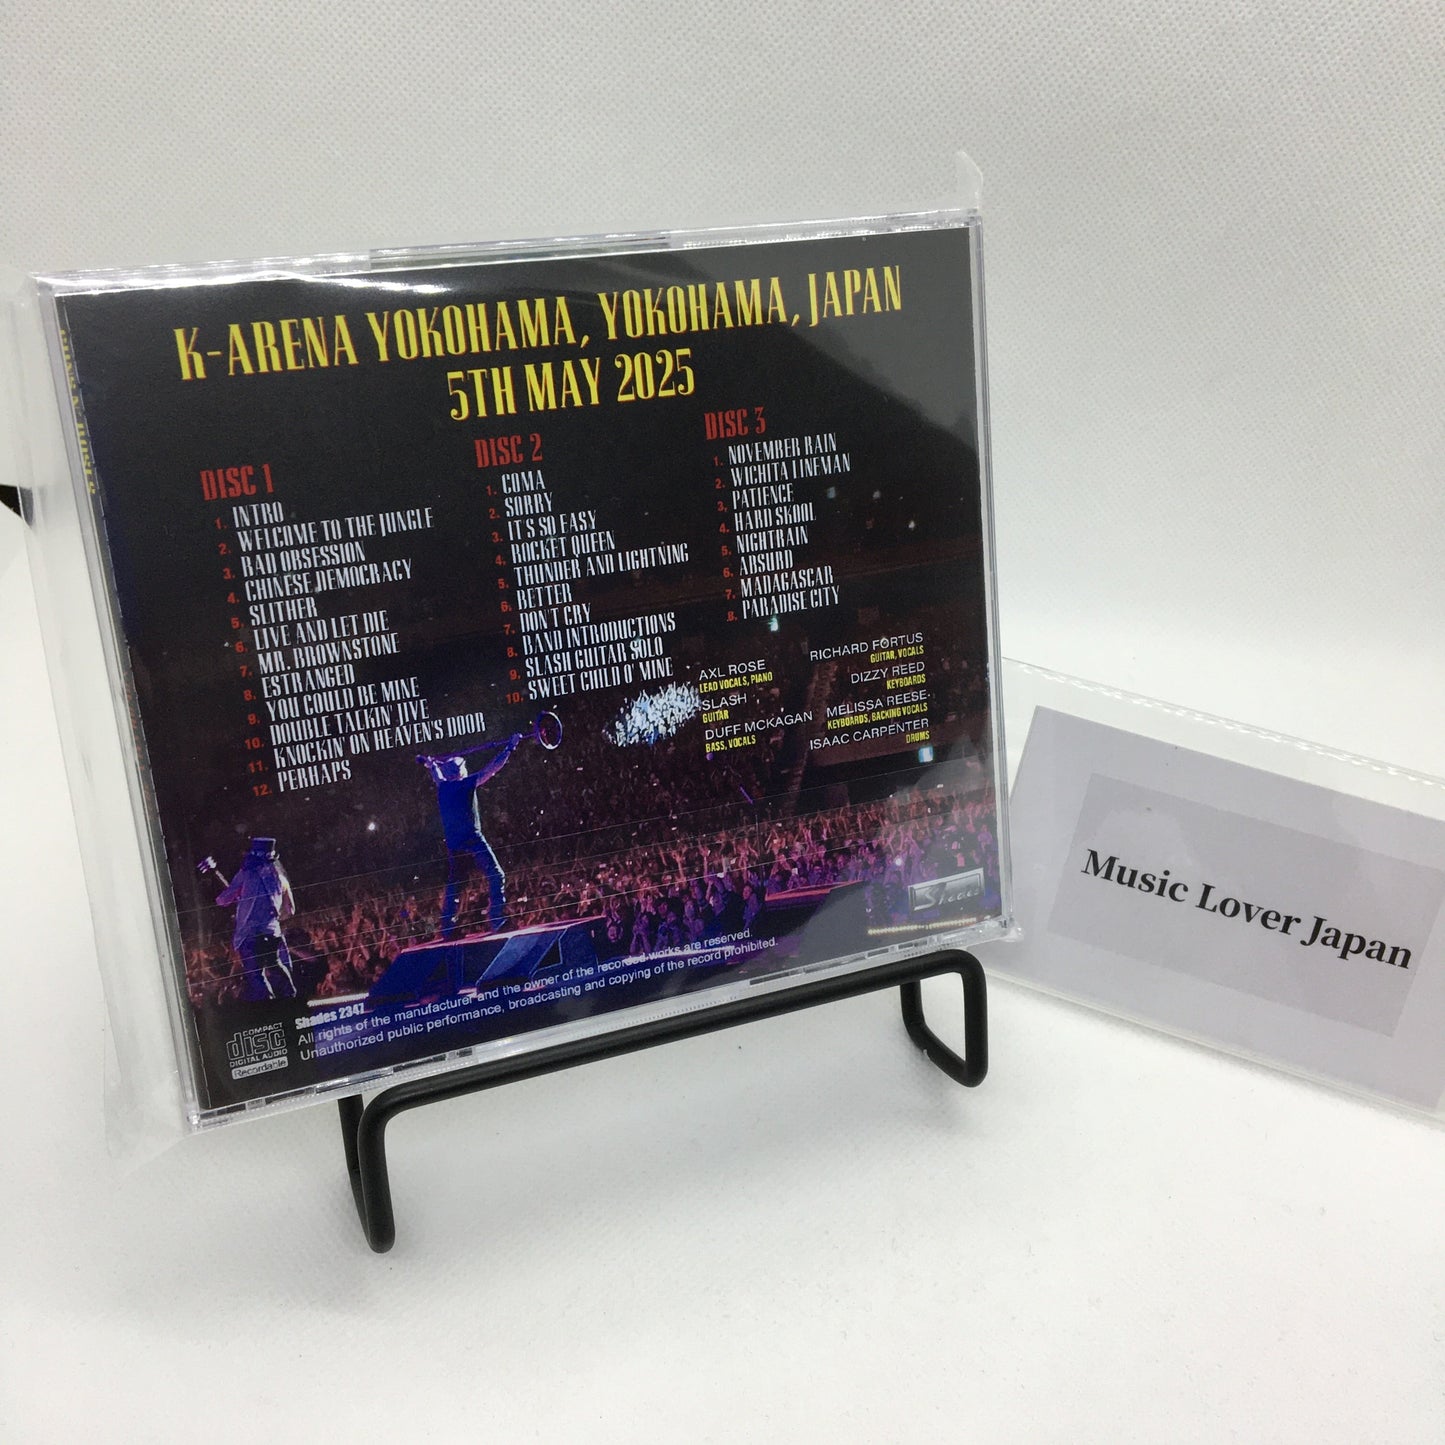 K-ARENA YOKOHAMA, YOKOHAMA, JAPAN
5TH MAY 2025
DISC 1
1. INTRO
2. WELCOME TO THE JUNGLE
3. BAD OBSESSION
4. CHINESE DEMOCRACY
5. SLITHER
6. LIVE AND LET DIE
7. MR. BROWNSTONE
8. ESTRANGED
9. YOU COULD BE MINE
10. DOUBLE TALKIN' JIVE
11. KNOCKIN' ON HEAVEN'S DOOR
12. PERHAPS
DISC 2
1. COMA
2. SORRY
3. IT'S SO EASY
4. ROCKET QUEEN
5. THUNDER AND LIGHTNING
6. BETTER
7. DON'T CRY
8. BAND INTRODUCTIONS
9. SLASH GUITAR SOLO
10. SWEET CHILD O' MINE
DISC 3
1. NOVEMBER RAIN
2. WICHITA LINEMAN
3. PATIENCE
4. HARD SKOOL
5. NIGHTRAIN
6. ABSURD
7. MADAGASCAR
8. PARADISE CITY
AXL ROSE
LEAD VOCALS, PIANO
SLASH
GUITAR
DUFF MCKAGAN
BASS, VOCALS
RICHARD FORTUS
GUITAR, VOCALS
DIZZY REED
KEYBOARDS
MELISSA REESE
KEYBOARDS, BACKING VOCALS
ISAAC CARPENTER
DRUMS
Shades
COMPACT
disc
DIGITAL AUDIO
Recordable
Shades 2347
All rights of the manufacturer and the owner of the recorded works are reserved.
Unauthorized public performance, broadcasting and copying of the record prohibited.
Music Lover Japan